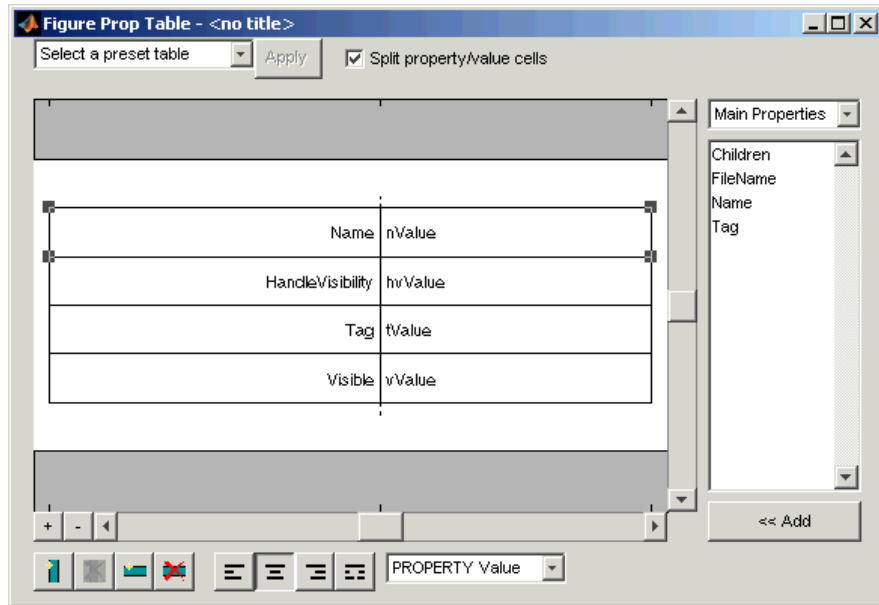 Figure Prop Table - <no title>
Select a preset table Apply Split property/value cells
Main Properties
Children
FileName
Name
Tag
Name nValue
HandleVisibility hvValue
Tag tValue
Visible vValue
+ -
<< Add
PROPERTY Value